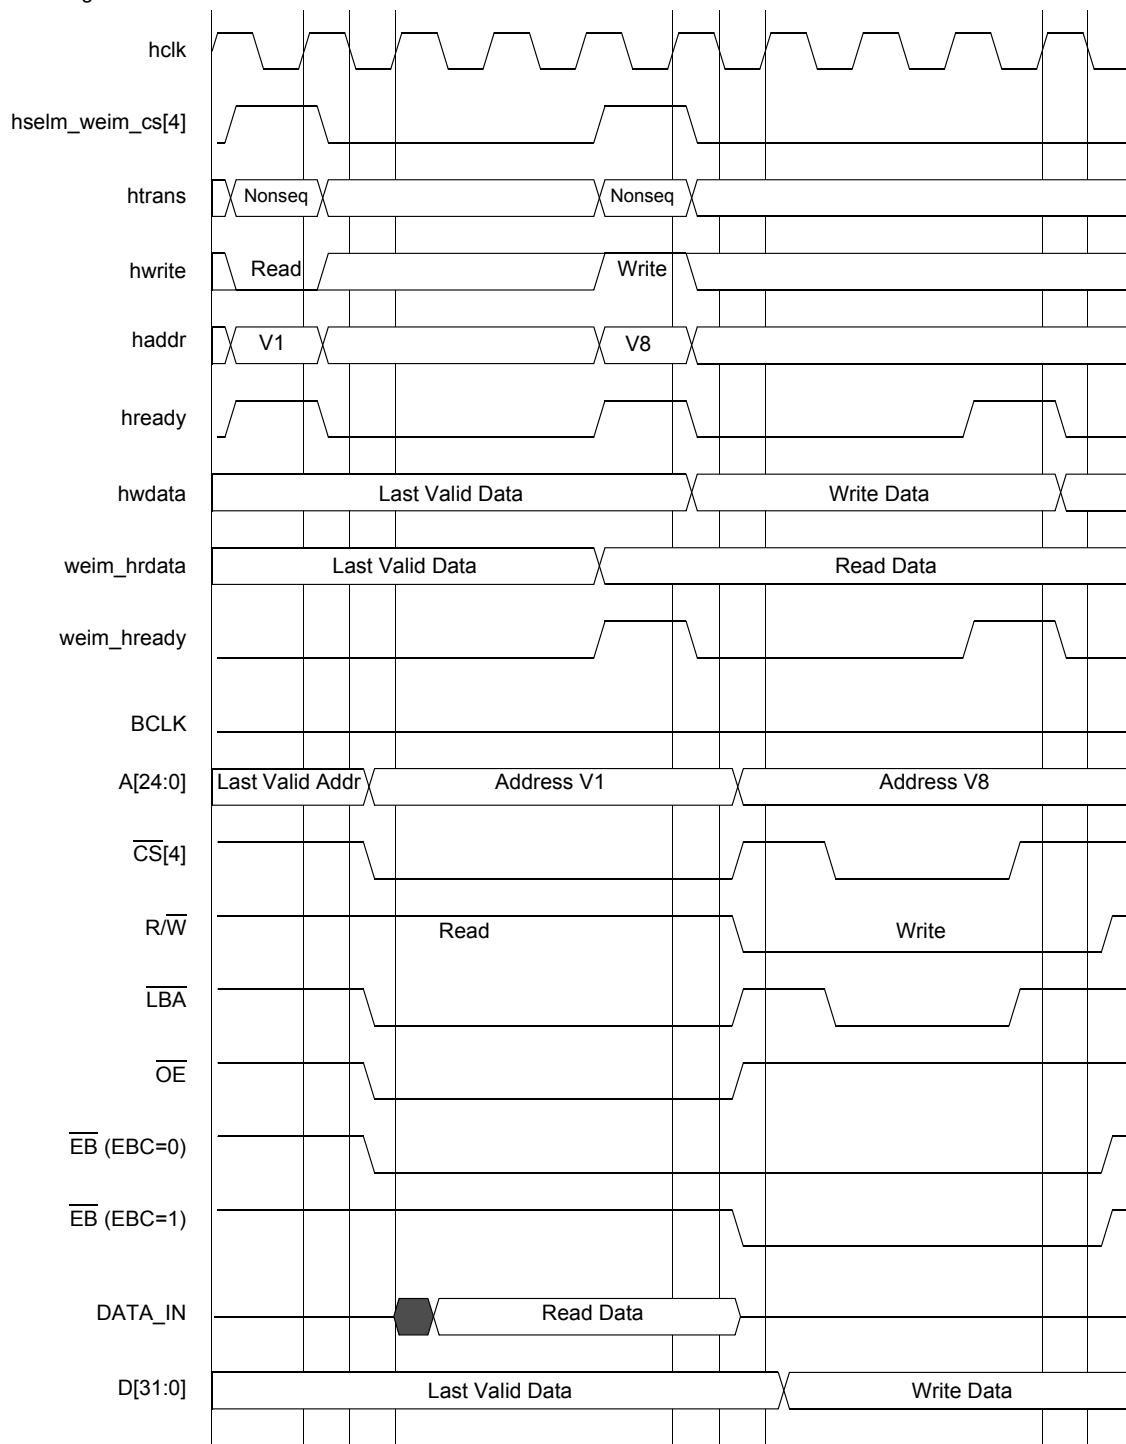 hclk
hselm_weim_cs[4]
htrans Nonseq Nonseq
hwrite Read Write
haddr V1 V8
hready
hwdata Last Valid Data Write Data
weim_hrdata Last Valid Data Read Data
weim_hready
BCLK
A[24:0] Last Valid Addr Address V1 Address V8
CS[4]
R/W Read Write
LBA
OE
EB (EBC=0)
EB (EBC=1)
DATA_IN Read Data
D[31:0] Last Valid Data Write Data